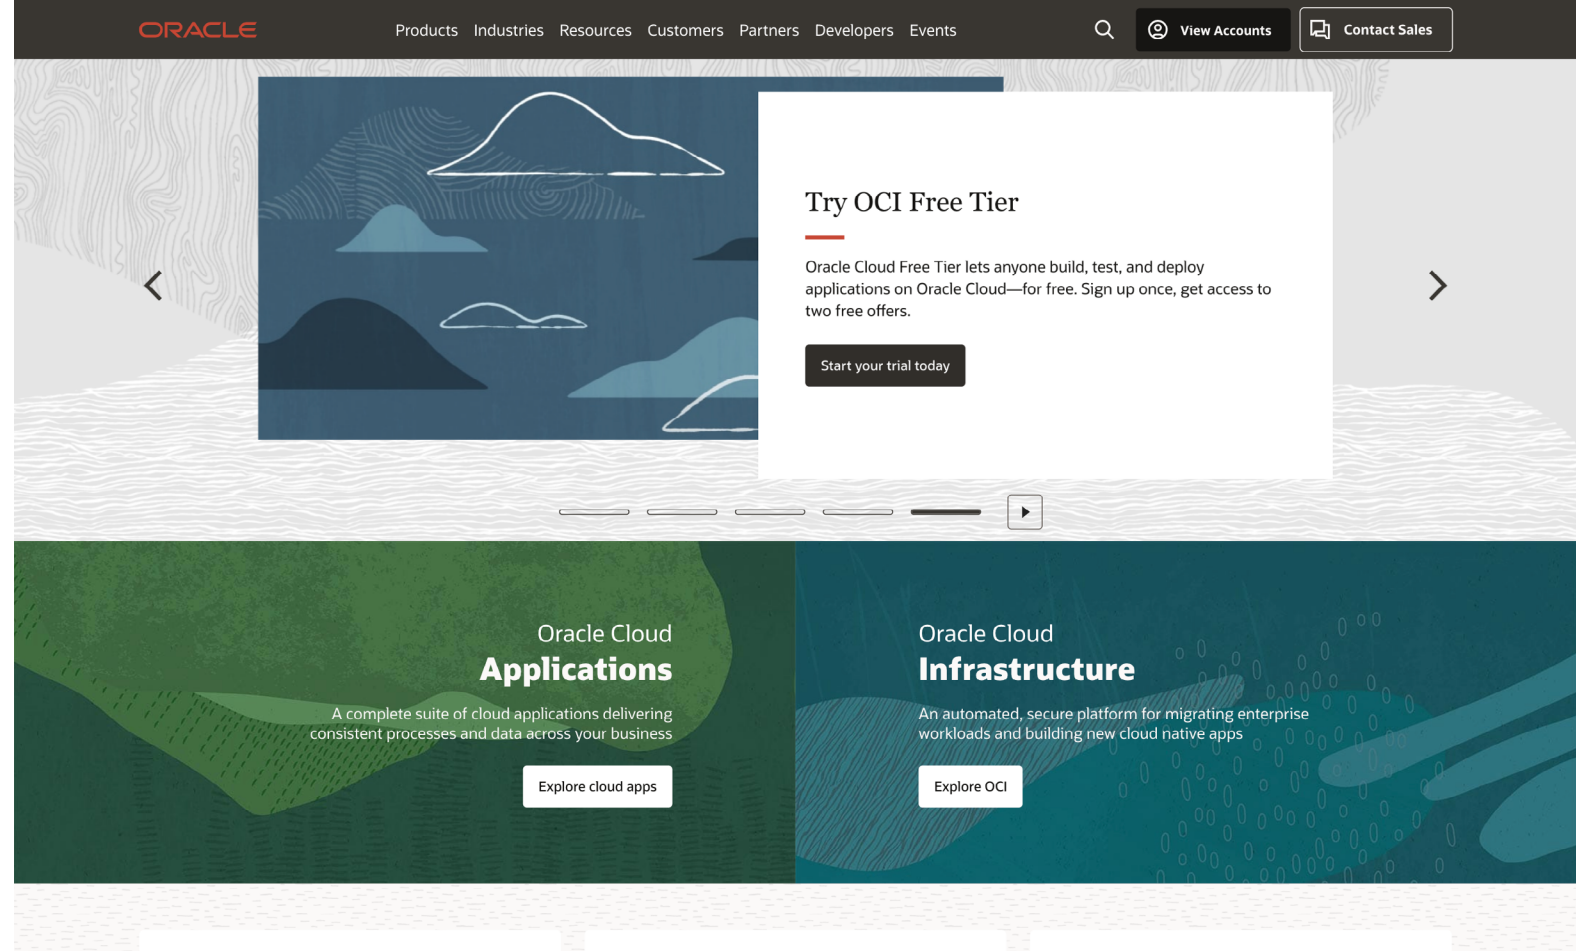 ORACLE
Products Industries Resources Customers Partners Developers Events
View Accounts
Contact Sales
Try OCI Free Tier
Oracle Cloud Free Tier lets anyone build, test, and deploy
applications on Oracle Cloud—for free. Sign up once, get access to
two free offers.
Start your trial today
Oracle Cloud
Applications
A complete suite of cloud applications delivering
consistent processes and data across your business
Explore cloud apps
Oracle Cloud
Infrastructure
An automated, secure platform for migrating enterprise
workloads and building new cloud native apps
Explore OCI